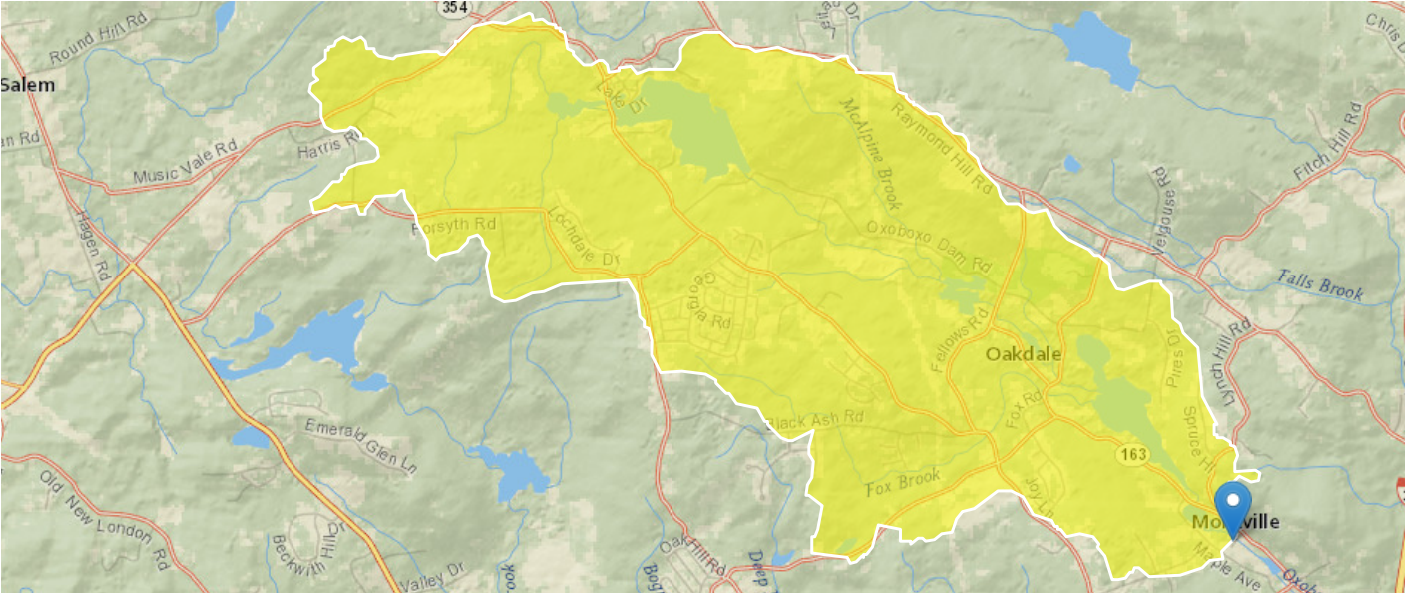 354
Round Hill Rd
Salem
Lake Dr
McAlpine Brook
Raymond Hill Rd
Fitch Hill Rd
Music Vale Rd
Harris R
Hagen Rd
Forsyth Rd
Lochdale Dr
Oxoboxo Dam Rd
Velgouse Rd
Falls Brook
Georgia Rd
Fellows Rd
Oakdale
Piles Dr
Lynch Hill Rd
Fox Rd
Black Ash Rd
Emerald Glen Ln
163
Spruce H
Fox Brook
Joy Ln
Old New London Rd
Beckwith Hill Dr
Oak Hill Rd
Deep
Maple Ave
Valley Dr